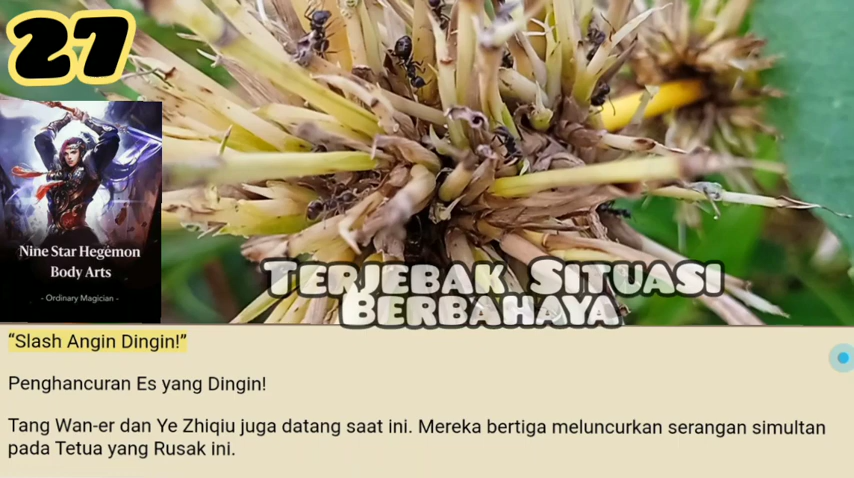 27
Nine Star Hegemon
Body Arts
- Ordinary Magician -
Terjebak Situasi
Berbahaya
“Slash Angin Dingin!”
Penghancuran Es yang Dingin!
Tang Wan-er dan Ye Zhiqiu juga datang saat ini. Mereka bertiga meluncurkan serangan simultan
pada Tetua yang Rusak ini.